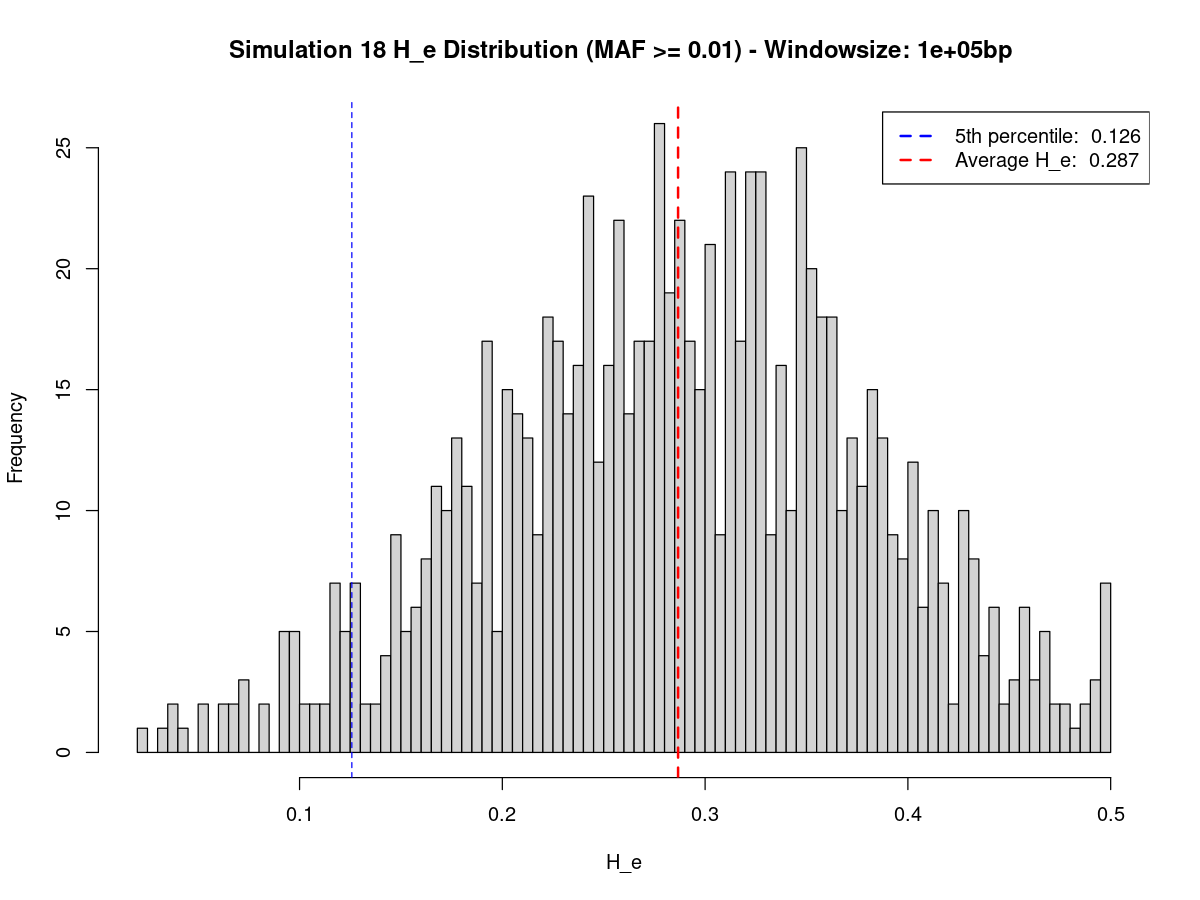 Simulation 18 H_e Distribution (MAF >= 0.01) - Windowsize: 1e+05bp
5th percentile: 0.126
Average H_e: 0.287
Frequency
25
20
15
10
5
0
0.1 0.2 0.3 0.4 0.5
H_e